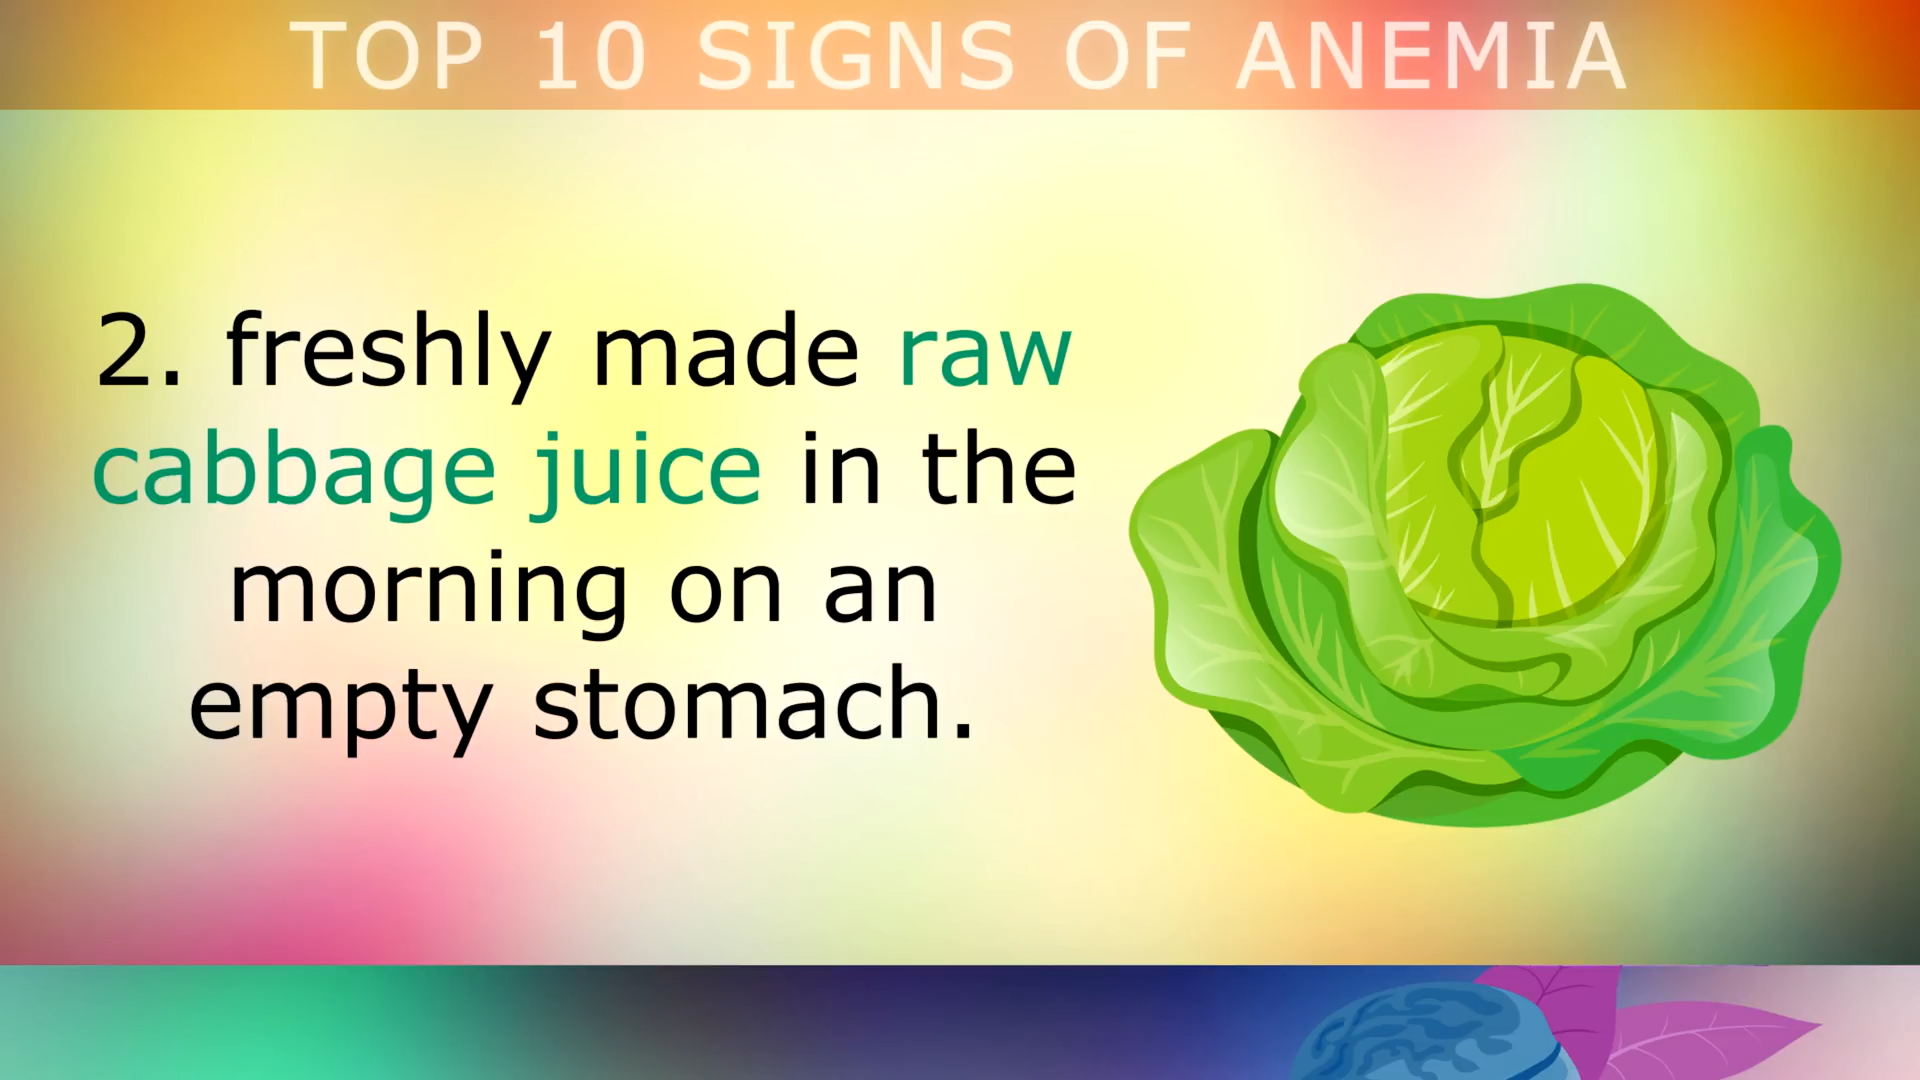 TOP 10 SIGNS OF ANEMIA
2. freshly made raw
cabbage juice in the
morning on an
empty stomach.